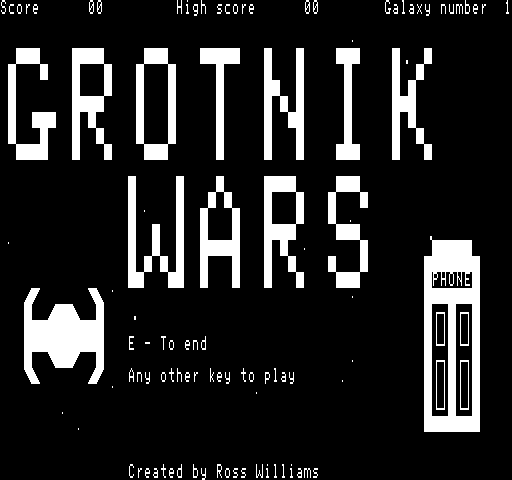 Score 00 High score 00 Galaxy number 1
GROTNIK
WARS
PHONE
E - To end
Any other key to play
Created by Ross Williams